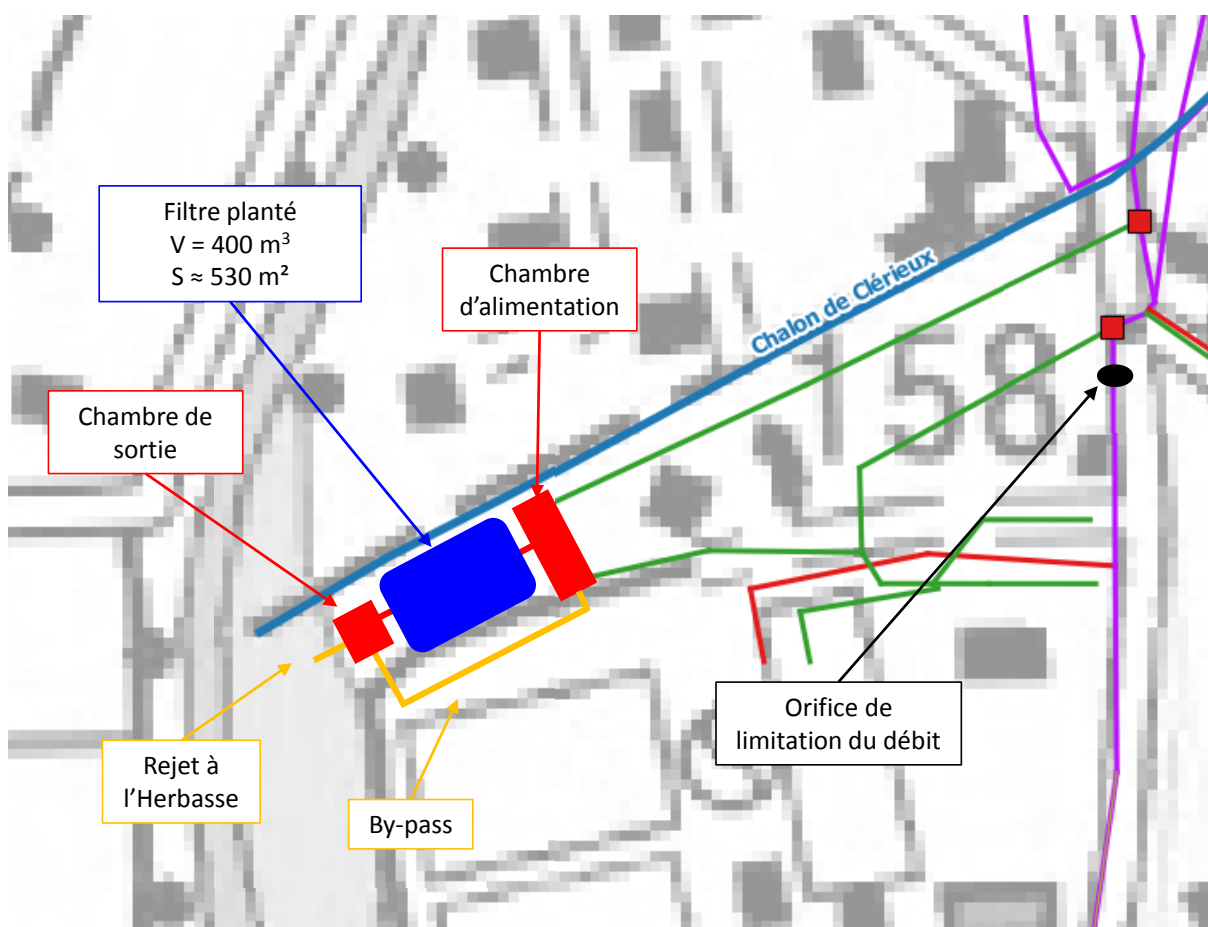 Filtre planté
V = 400 m³
S ≈ 530 m²
Chambre
d'alimentation
Chalon de Clérieux
158
Chambre de
sortie
Orifice de
limitation du débit
Rejet à
l'Herbasse
By-pass